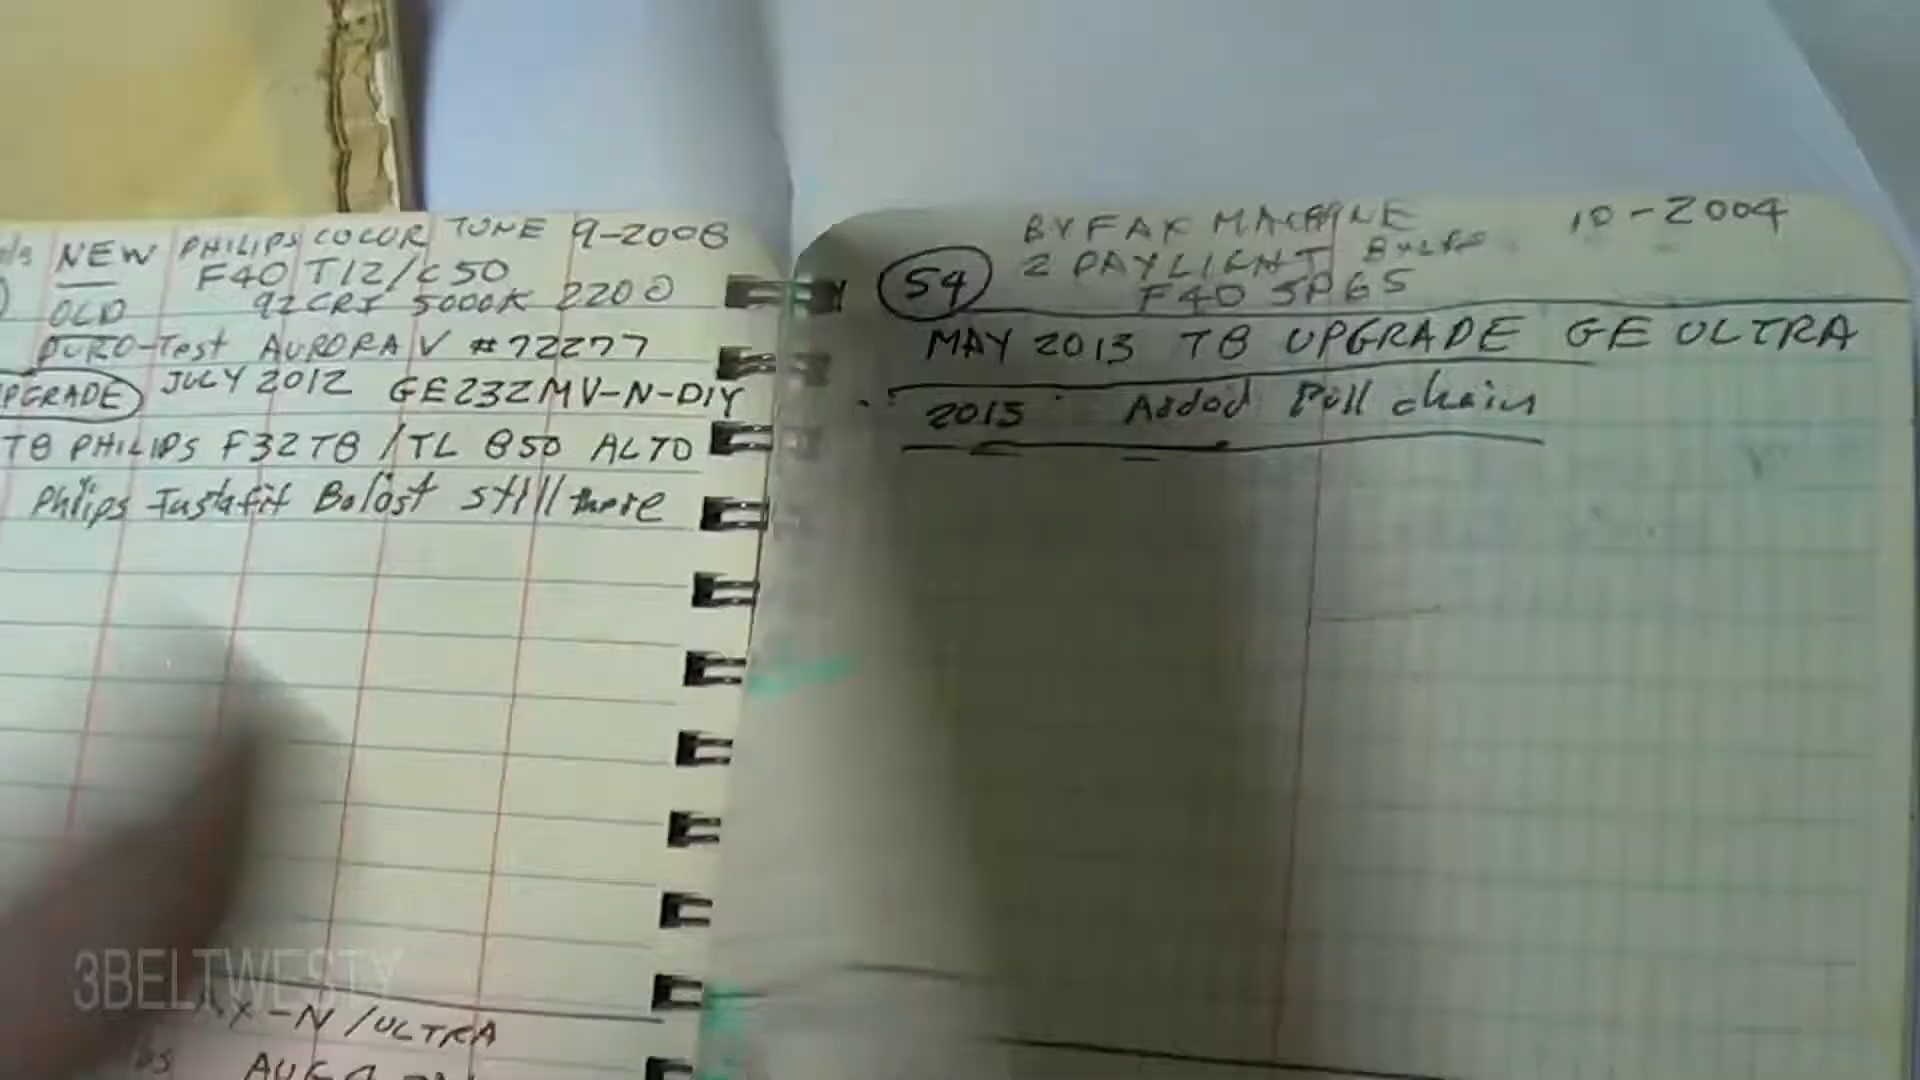 NEW PHILIPS COLOR TONE 9-2008
F40 T12/C50
OLD 92CRI 5000K 2200
DURO-Test AURORA V #72277
UPGRADE JULY 2012 GE232MV-N-DIY
T8 PHILIPS F32T8/TL 850 ALTO
Philips Instafit Balast still there
-N/ULTRA
AUG
BY FAX MACHINE 10-2004
54 2 DAYLIGHT BULBS
F40 SP65
MAY 2013 T8 UPGRADE GE ULTRA
2015 Added Pull chain
3BELTWESTY